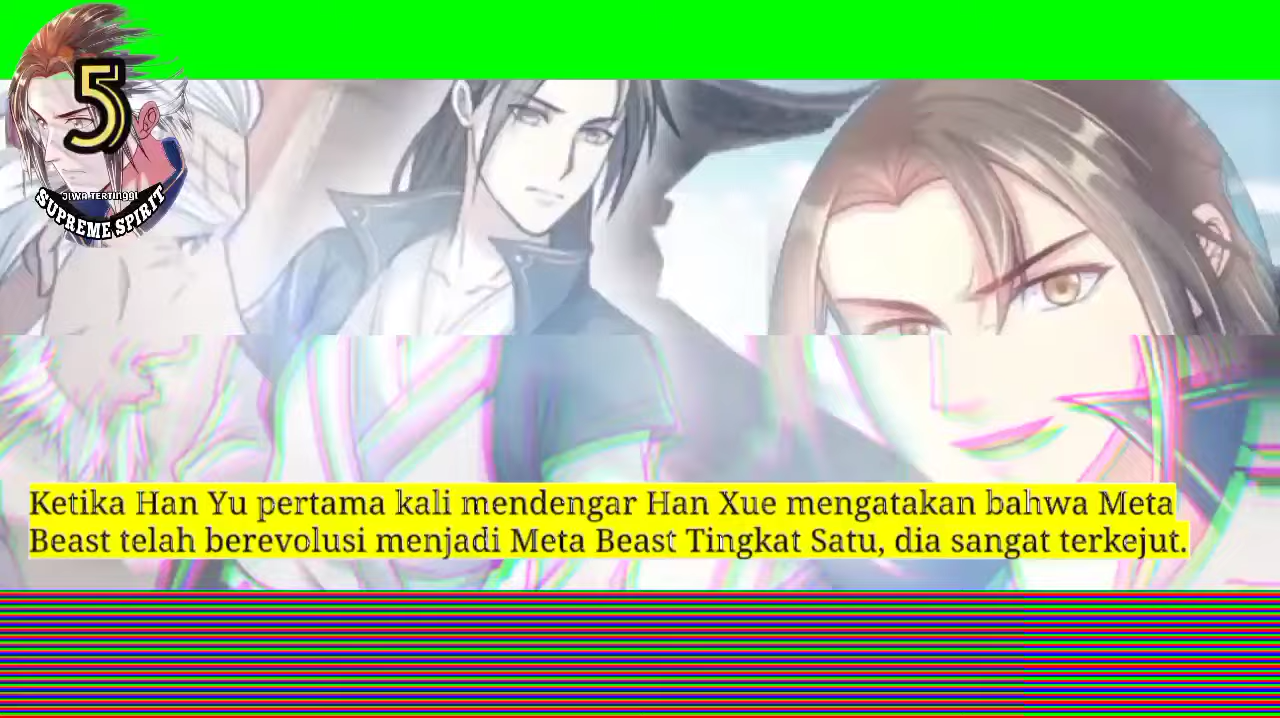 5
JIWA TERTINGGI
SUPREME SPIRIT
Ketika Han Yu pertama kali mendengar Han Xue mengatakan bahwa Meta
Beast telah berevolusi menjadi Meta Beast Tingkat Satu, dia sangat terkejut.